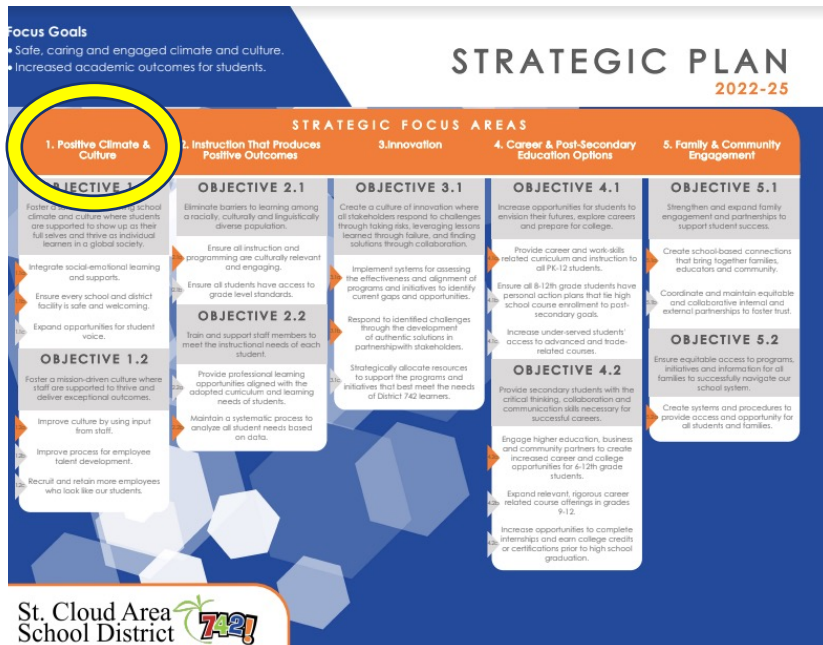 Focus Goals
• Safe, caring and engaged climate and culture.
• Increased academic outcomes for students.
STRATEGIC PLAN
2022-25
STRATEGIC FOCUS AREAS
1. Positive Climate &
Culture
OBJECTIVE 1
Foster a school
climate and culture where students
are supported to show up as their
full selves and thrive as individual
learners in a global society.
Integrate social-emotional learning
and supports.
Ensure every school and district
facility is safe and welcoming.
Expand opportunities for student
voice.
OBJECTIVE 1.2
Foster a mission-driven culture where
staff are supported to thrive and
deliver exceptional outcomes.
1.2a
Improve culture by using input
from staff.
1.2b
Improve process for employee
talent development.
1.2c
Recruit and retain more employees
who look like our students.
2. Instruction That Produces
Positive Outcomes
OBJECTIVE 2.1
Eliminate barriers to learning among
a racially, culturally and linguistically
diverse population.
Ensure all instruction and
programming are culturally relevant
and engaging.
Ensure all students have access to
grade level standards.
OBJECTIVE 2.2
Train and support staff members to
meet the instructional needs of each
student.
Provide professional learning
opportunities aligned with the
adopted curriculum and learning
needs of students.
Maintain a systematic process to
analyze all student needs based
on data.
3.Innovation
OBJECTIVE 3.1
Create a culture of innovation where
all stakeholders respond to challenges
through taking risks, leveraging lessons
learned through failure, and finding
solutions through collaboration.
Implement systems for assessing
the effectiveness and alignment of
programs and initiatives to identify
current gaps and opportunities.
Respond to identified challenges
through the development
of authentic solutions in
partnershipwith stakeholders.
Strategically allocate resources
to support the programs and
initiatives that best meet the needs
of District 742 learners.
4. Career & Post-Secondary
Education Options
OBJECTIVE 4.1
Increase opportunities for students to
envision their futures, explore careers
and prepare for college.
Provide career and work-skills
related curriculum and instruction to
all PK-12 students.
Ensure all 8-12th grade students have
personal action plans that tie high
school course enrollment to post-
secondary goals.
Increase under-served students'
access to advanced and trade-
related courses.
OBJECTIVE 4.2
Provide secondary students with the
critical thinking, collaboration and
communication skills necessary for
successful careers.
Engage higher education, business
and community partners to create
increased career and college
opportunities for 6-12th grade
students.
Expand relevant, rigorous career
related course offerings in grades
9-12.
Increase opportunities to complete
internships and earn college credits
or certifications prior to high school
graduation.
5. Family & Community
Engagement
OBJECTIVE 5.1
Strengthen and expand family
engagement and partnerships to
support student success.
Create school-based connections
that bring together families,
educators and community.
Coordinate and maintain equitable
and collaborative internal and
external partnerships to foster trust.
OBJECTIVE 5.2
Ensure equitable access to programs,
initiatives and information for all
families to successfully navigate our
school system.
Create systems and procedures to
provide access and opportunity for
all students and families.
St. Cloud Area
School District
742!